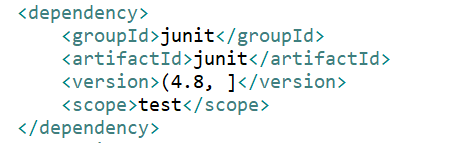 <dependency>
<groupId>junit</groupId>
<artifactId>junit</artifactId>
<version>(4.8, ]</version>
<scope>test</scope>
</dependency>